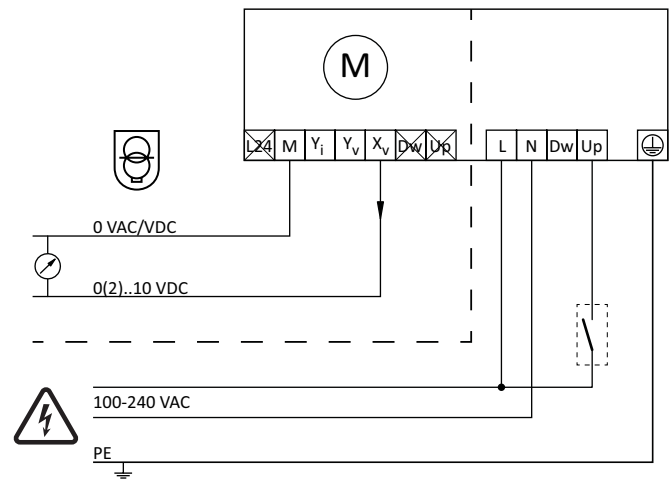 M
L24 M Yi Yv Xv Dw Up L N Dw Up
0 VAC/VDC
0(2)..10 VDC
100-240 VAC
PE